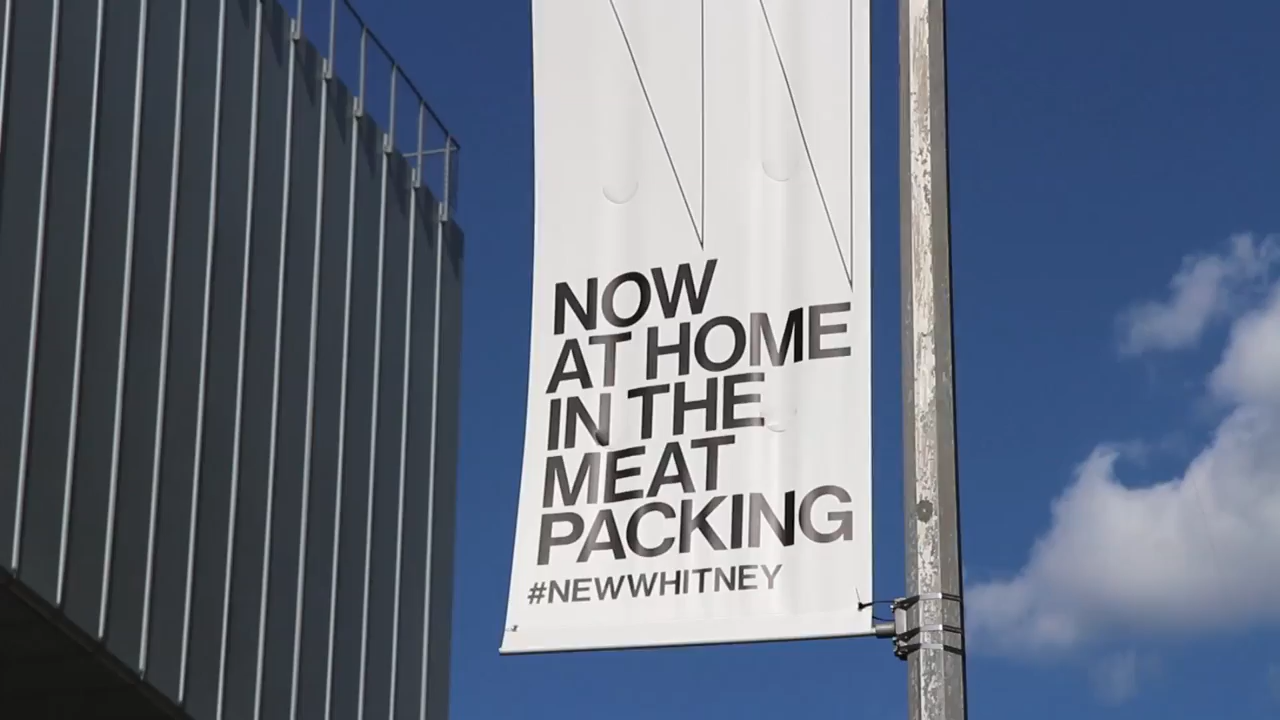 NOW
AT HOME
IN THE
MEAT
PACKING
#NEWWHITNEY